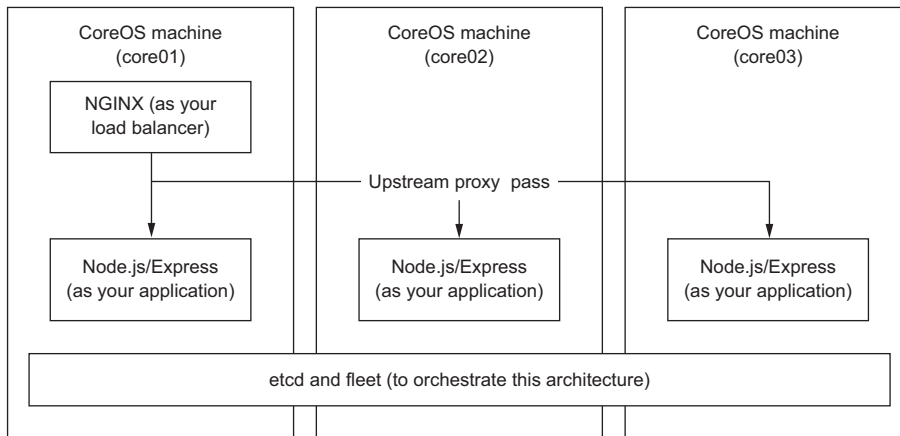 CoreOS machine
(core01)
CoreOS machine
(core02)
CoreOS machine
(core03)
NGINX (as your
load balancer)
Upstream proxy pass
Node.js/Express
(as your application)
Node.js/Express
(as your application)
Node.js/Express
(as your application)
etcd and fleet (to orchestrate this architecture)